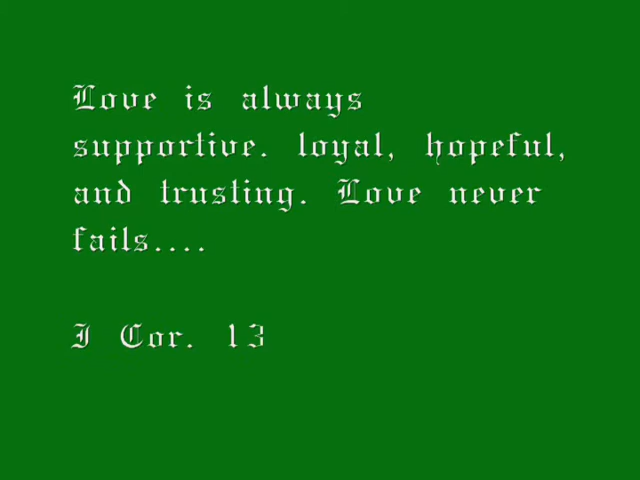 Love is always
supportive. loyal, hopeful,
and trusting. Love never
fails....
I Cor. 13